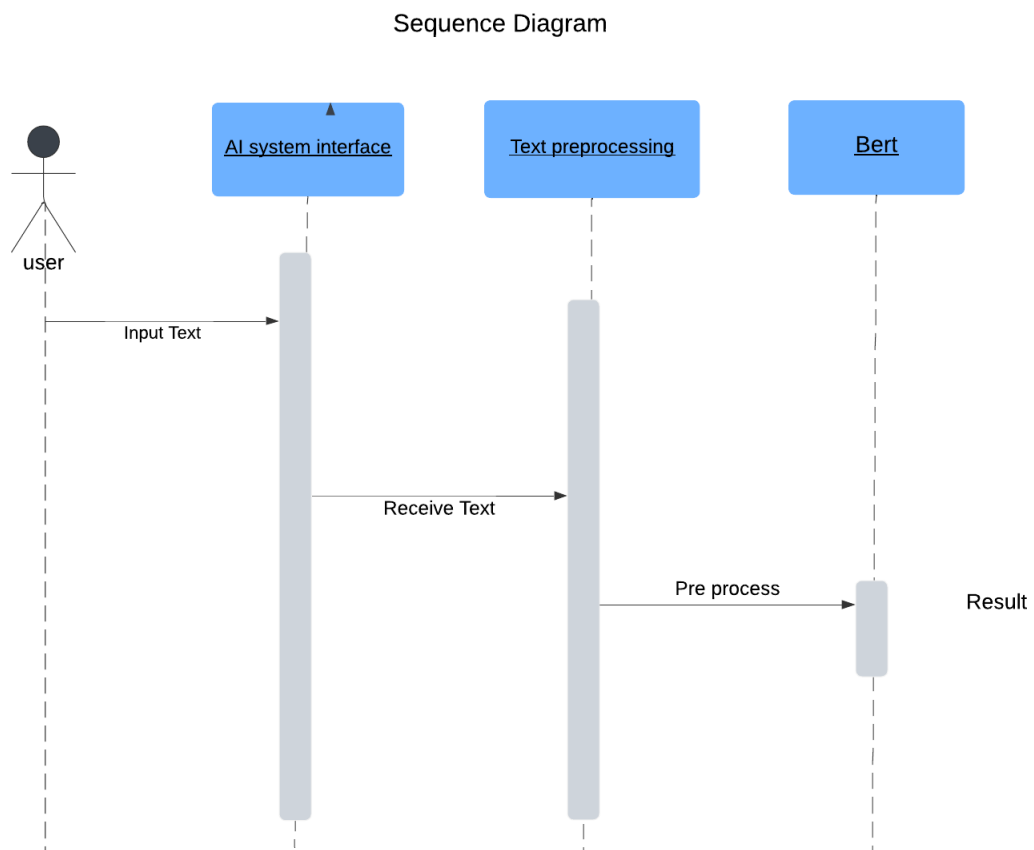 Sequence Diagram
AI system interface
Text preprocessing
Bert
user
Input Text
Receive Text
Pre process
Result